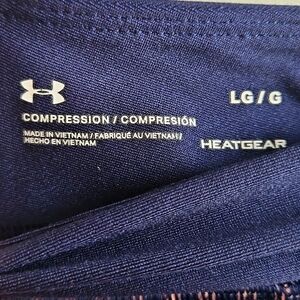 LG / G
COMPRESSION / COMPRESIÓN
MADE IN VIETNAM / FABRIQUÉ AU VIETNAM /
HECHO EN VIETNAM
HEATGEAR